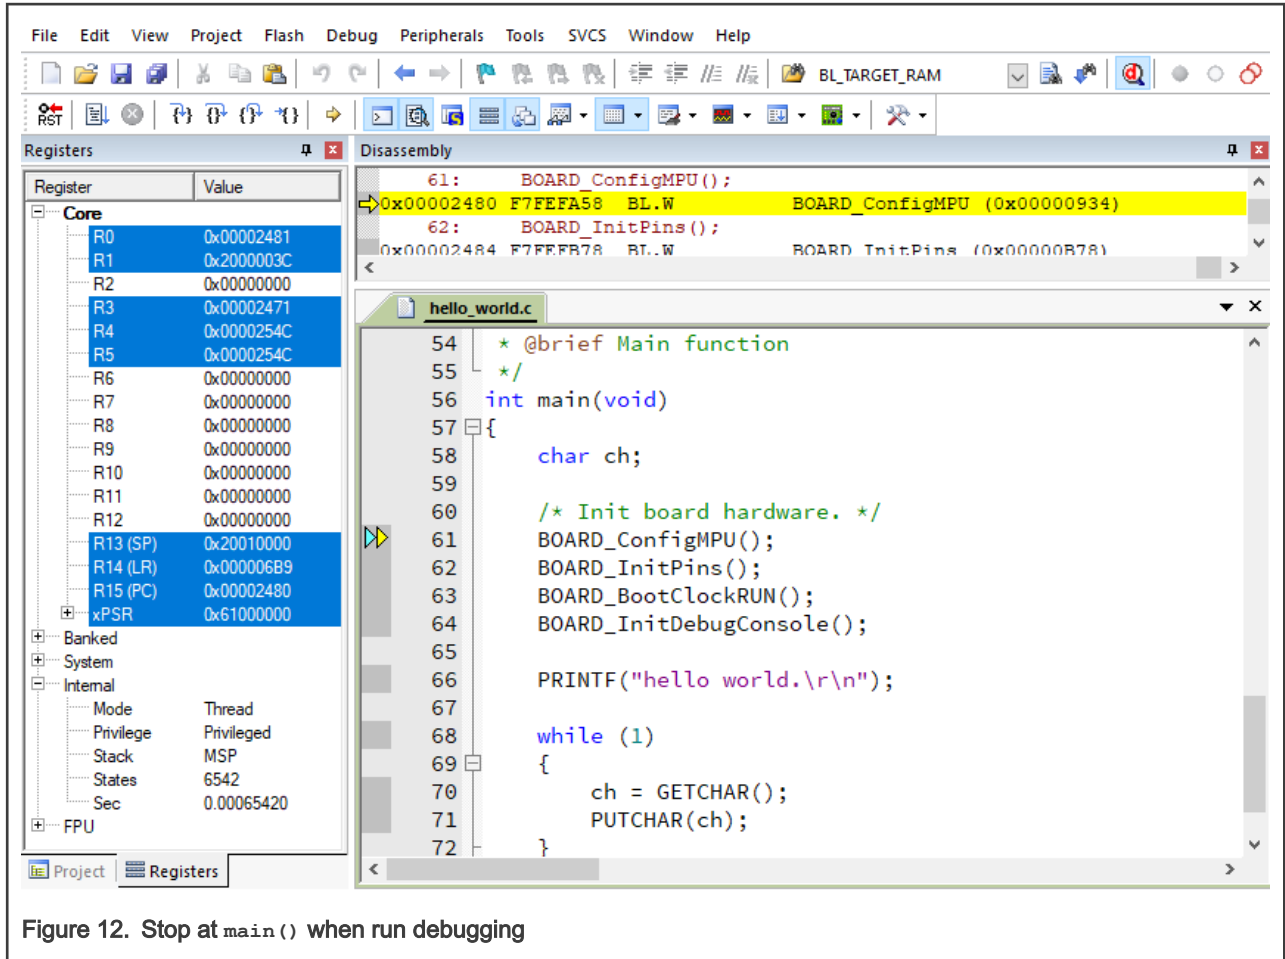 File Edit View Project Flash Debug Peripherals Tools SVCS Window Help
BL_TARGET_RAM
RST
Registers
Register Value
Core
R0 0x00002481
R1 0x2000003C
R2 0x00000000
R3 0x00002471
R4 0x0000254C
R5 0x0000254C
R6 0x00000000
R7 0x00000000
R8 0x00000000
R9 0x00000000
R10 0x00000000
R11 0x00000000
R12 0x00000000
R13 (SP) 0x20010000
R14 (LR) 0x000006B9
R15 (PC) 0x00002480
xPSR 0x61000000
Banked
System
Internal
Mode Thread
Privilege Privileged
Stack MSP
States 6542
Sec 0.00065420
FPU
Project Registers
Disassembly
61: BOARD_ConfigMPU();
0x00002480 F7FEFA58 BL.W BOARD_ConfigMPU (0x00000934)
62: BOARD_InitPins();
0x00002484 F7FEFB78 BL.W BOARD_InitPins (0x00000B78)
hello_world.c
54 * @brief Main function
55 */
56 int main(void)
57 {
58 char ch;
59
60 /* Init board hardware. */
61 BOARD_ConfigMPU();
62 BOARD_InitPins();
63 BOARD_BootClockRUN();
64 BOARD_InitDebugConsole();
65
66 PRINTF("hello world.\r\n");
67
68 while (1)
69 {
70 ch = GETCHAR();
71 PUTCHAR(ch);
72 }
Figure 12. Stop at main() when run debugging